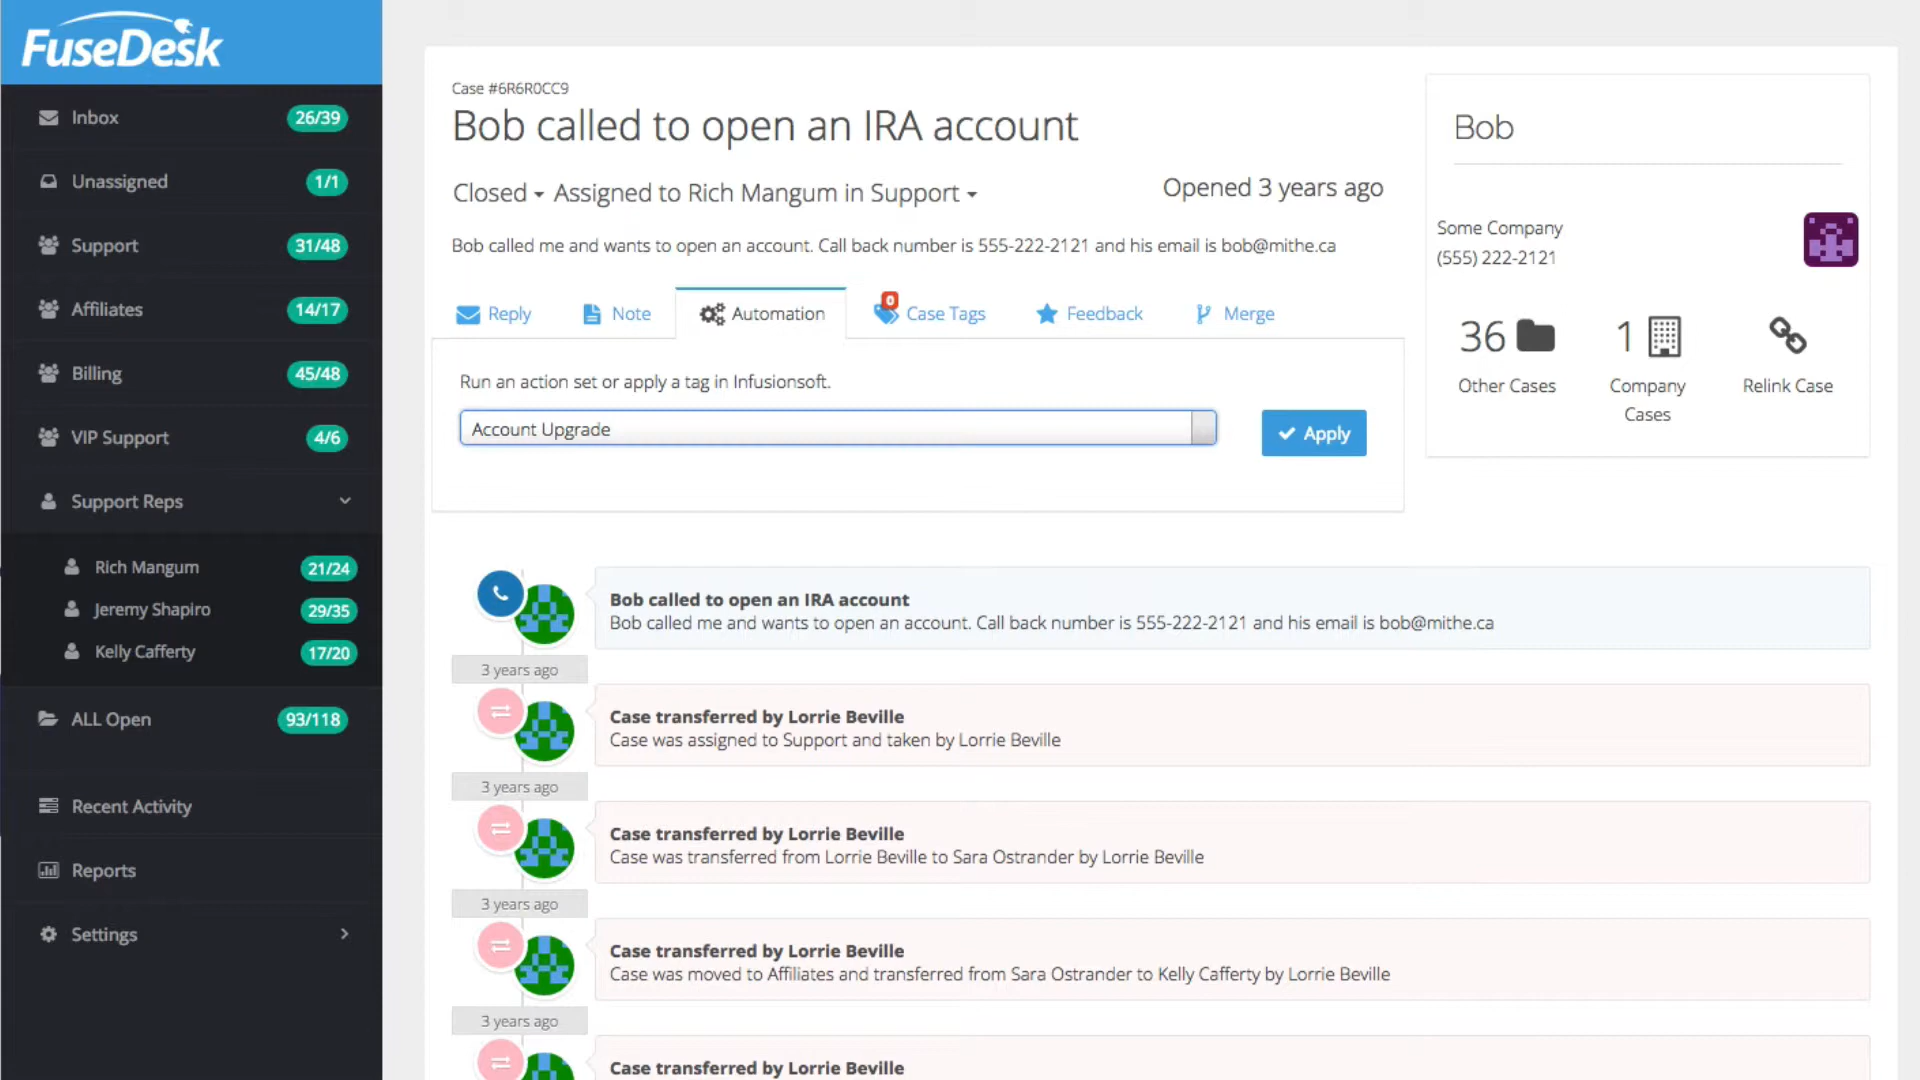 FuseDesk
Inbox 26/39
Unassigned 1/1
Support 31/48
Affiliates 14/17
Billing 45/48
VIP Support 4/6
Support Reps
Rich Mangum 21/24
Jeremy Shapiro 29/35
Kelly Cafferty 17/20
ALL Open 93/118
Recent Activity
Reports
Settings
Case #6R6R0CC9
Bob called to open an IRA account
Closed Assigned to Rich Mangum in Support
Opened 3 years ago
Bob called me and wants to open an account. Call back number is 555-222-2121 and his email is bob@mithe.ca
Reply Note Automation 0 Case Tags Feedback Merge
Run an action set or apply a tag in Infusionsoft.
Account Upgrade
Apply
Bob
Some Company
(555) 222-2121
36 Other Cases
1 Company
Cases
Relink Case
Bob called to open an IRA account
Bob called me and wants to open an account. Call back number is 555-222-2121 and his email is bob@mithe.ca
3 years ago
Case transferred by Lorrie Beville
Case was assigned to Support and taken by Lorrie Beville
3 years ago
Case transferred by Lorrie Beville
Case was transferred from Lorrie Beville to Sara Ostrander by Lorrie Beville
3 years ago
Case transferred by Lorrie Beville
Case was moved to Affiliates and transferred from Sara Ostrander to Kelly Cafferty by Lorrie Beville
3 years ago
Case transferred by Lorrie Beville